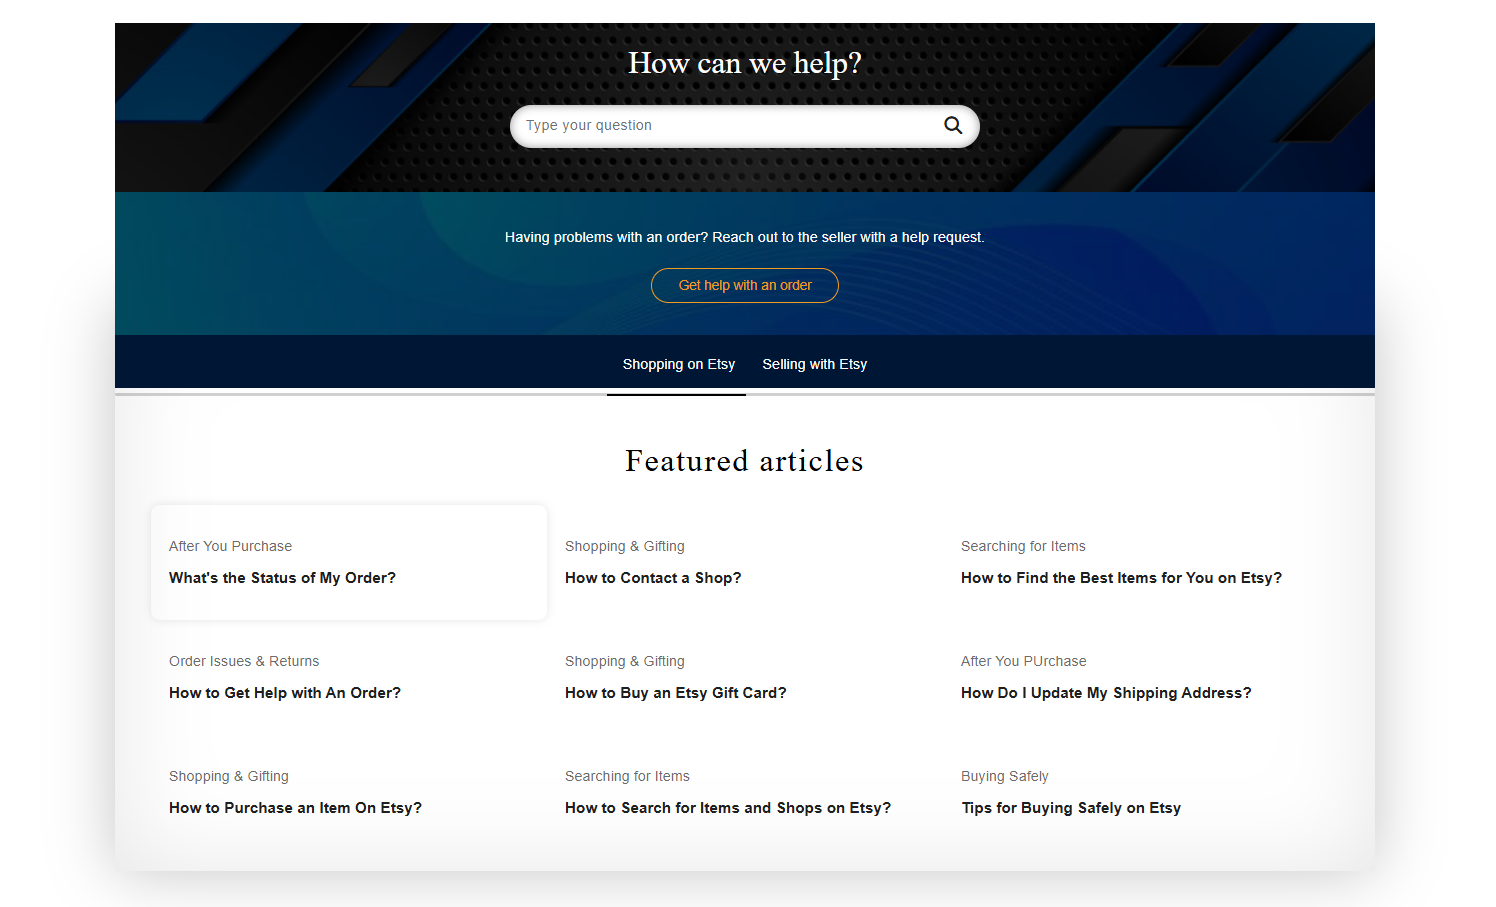 How can we help?
Type your question
Having problems with an order? Reach out to the seller with a help request.
Get help with an order
Shopping on Etsy
Selling with Etsy
Featured articles
After You Purchase
What's the Status of My Order?
Shopping & Gifting
How to Contact a Shop?
Searching for Items
How to Find the Best Items for You on Etsy?
Order Issues & Returns
How to Get Help with An Order?
Shopping & Gifting
How to Buy an Etsy Gift Card?
After You PUrchase
How Do I Update My Shipping Address?
Shopping & Gifting
How to Purchase an Item On Etsy?
Searching for Items
How to Search for Items and Shops on Etsy?
Buying Safely
Tips for Buying Safely on Etsy